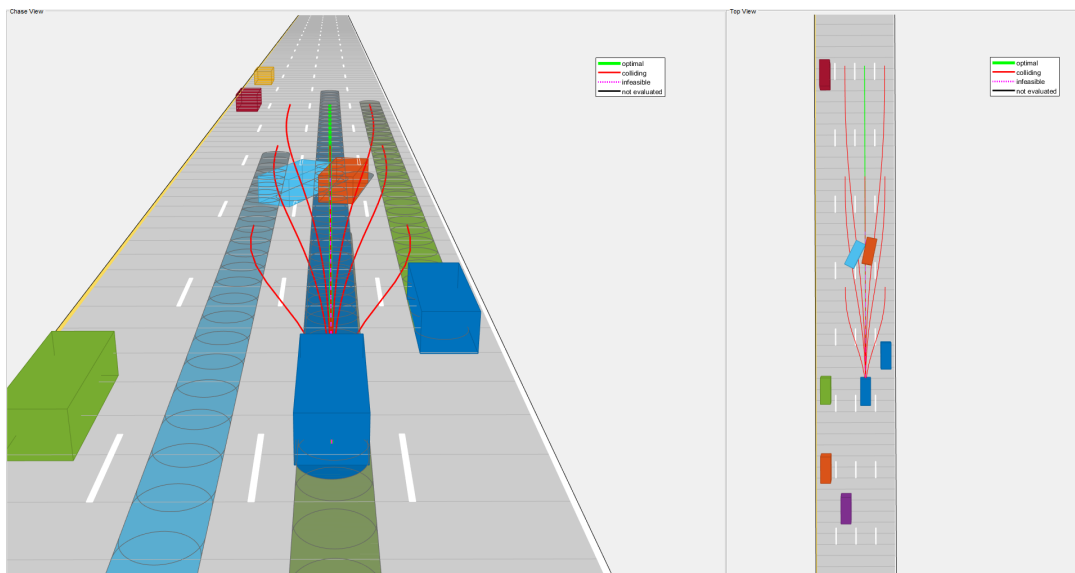 Chase View
optimal
colliding
infeasible
not evaluated
Top View
optimal
colliding
infeasible
not evaluated